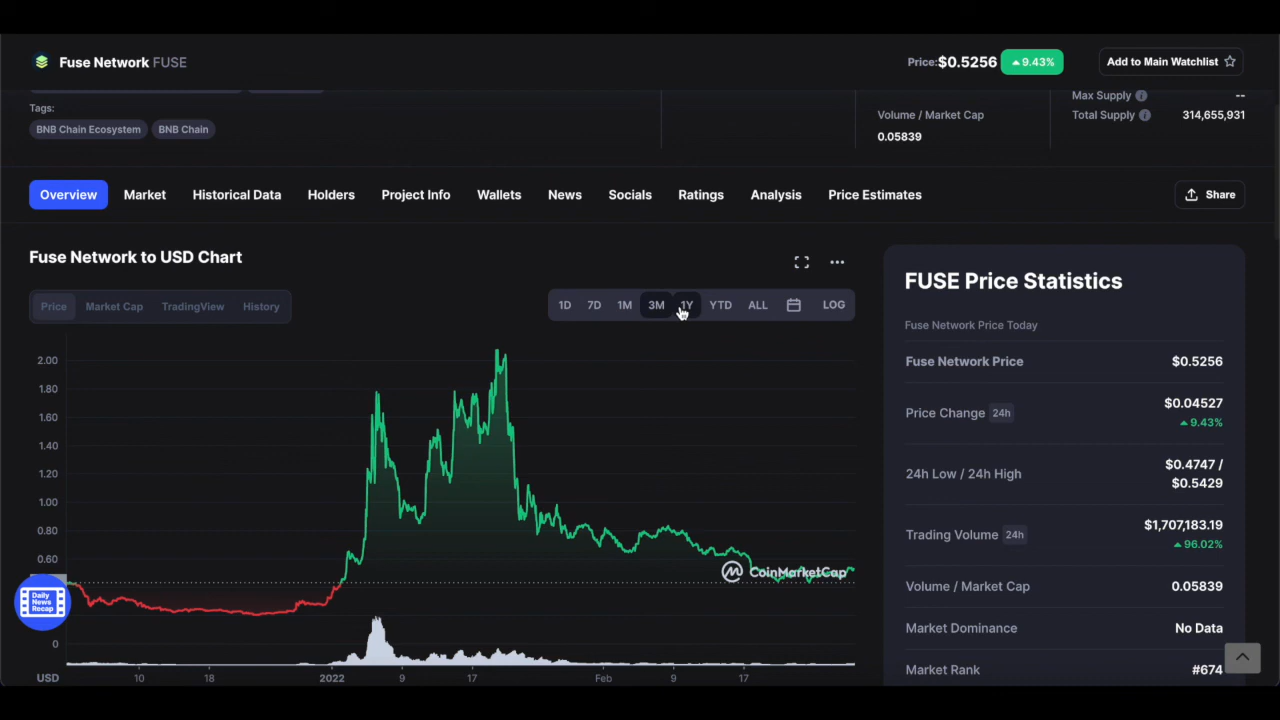 Fuse Network FUSE
Price:$0.5256 9.43%
Add to Main Watchlist
Tags:
BNB Chain Ecosystem BNB Chain
Volume / Market Cap
0.05839
Max Supply --
Total Supply 314,655,931
Overview Market Historical Data Holders Project Info Wallets News Socials Ratings Analysis Price Estimates
Share
Fuse Network to USD Chart
Price Market Cap TradingView History
1D 7D 1M 3M 1Y YTD ALL LOG
2.00
1.80
1.60
1.40
1.20
1.00
0.80
0.60
0
CoinMarketCap
Daily
News
Recap
USD 10 18 2022 9 17 Feb 9 17
FUSE Price Statistics
Fuse Network Price Today
Fuse Network Price $0.5256
Price Change 24h $0.04527
9.43%
24h Low / 24h High $0.4747 /
$0.5429
Trading Volume 24h $1,707,183.19
96.02%
Volume / Market Cap 0.05839
Market Dominance No Data
Market Rank #674